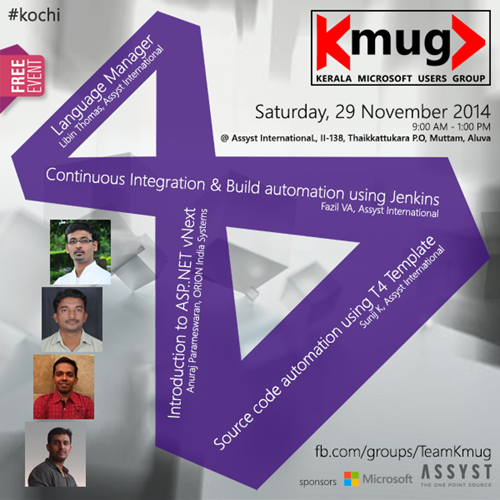 #kochi
FREE
EVENT
Kmug
KERALA MICROSOFT USERS GROUP
Saturday, 29 November 2014
9:00 AM - 1:00 PM
@ Assyst International., II-138, Thaikkattukara P.O, Muttam, Aluva
Language Manager
Libin Thomas, Assyst International
Continuous Integration & Build automation using Jenkins
Fazil VA, Assyst International
Introduction to ASP..NET vNext
Anuraj Parameswaran, ORION India Systems
Source code automation using T4 Template
Sunij K, Assyst International
fb.com/groups/TeamKmug
sponsors Microsoft ASSYST
THE ONE POINT SOURCE